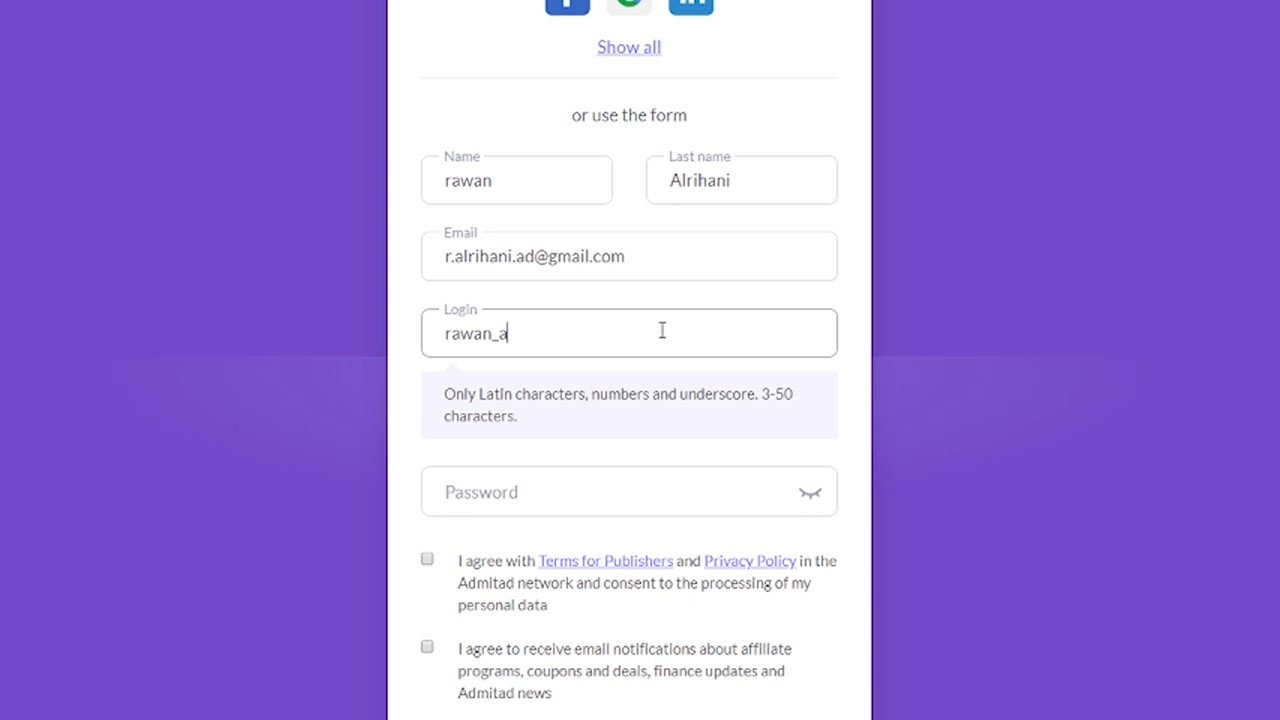 Show all
or use the form
Name
Last name
rawan
Alrihani
Email
r.alrihani.ad@gmail.com
Login
rawan_a
Only Latin characters, numbers and underscore. 3-50
characters.
Password
I agree with Terms for Publishers and Privacy Policy in the
Admitad network and consent to the processing of my
personal data
I agree to receive email notifications about affiliate
programs, coupons and deals, finance updates and
Admitad news